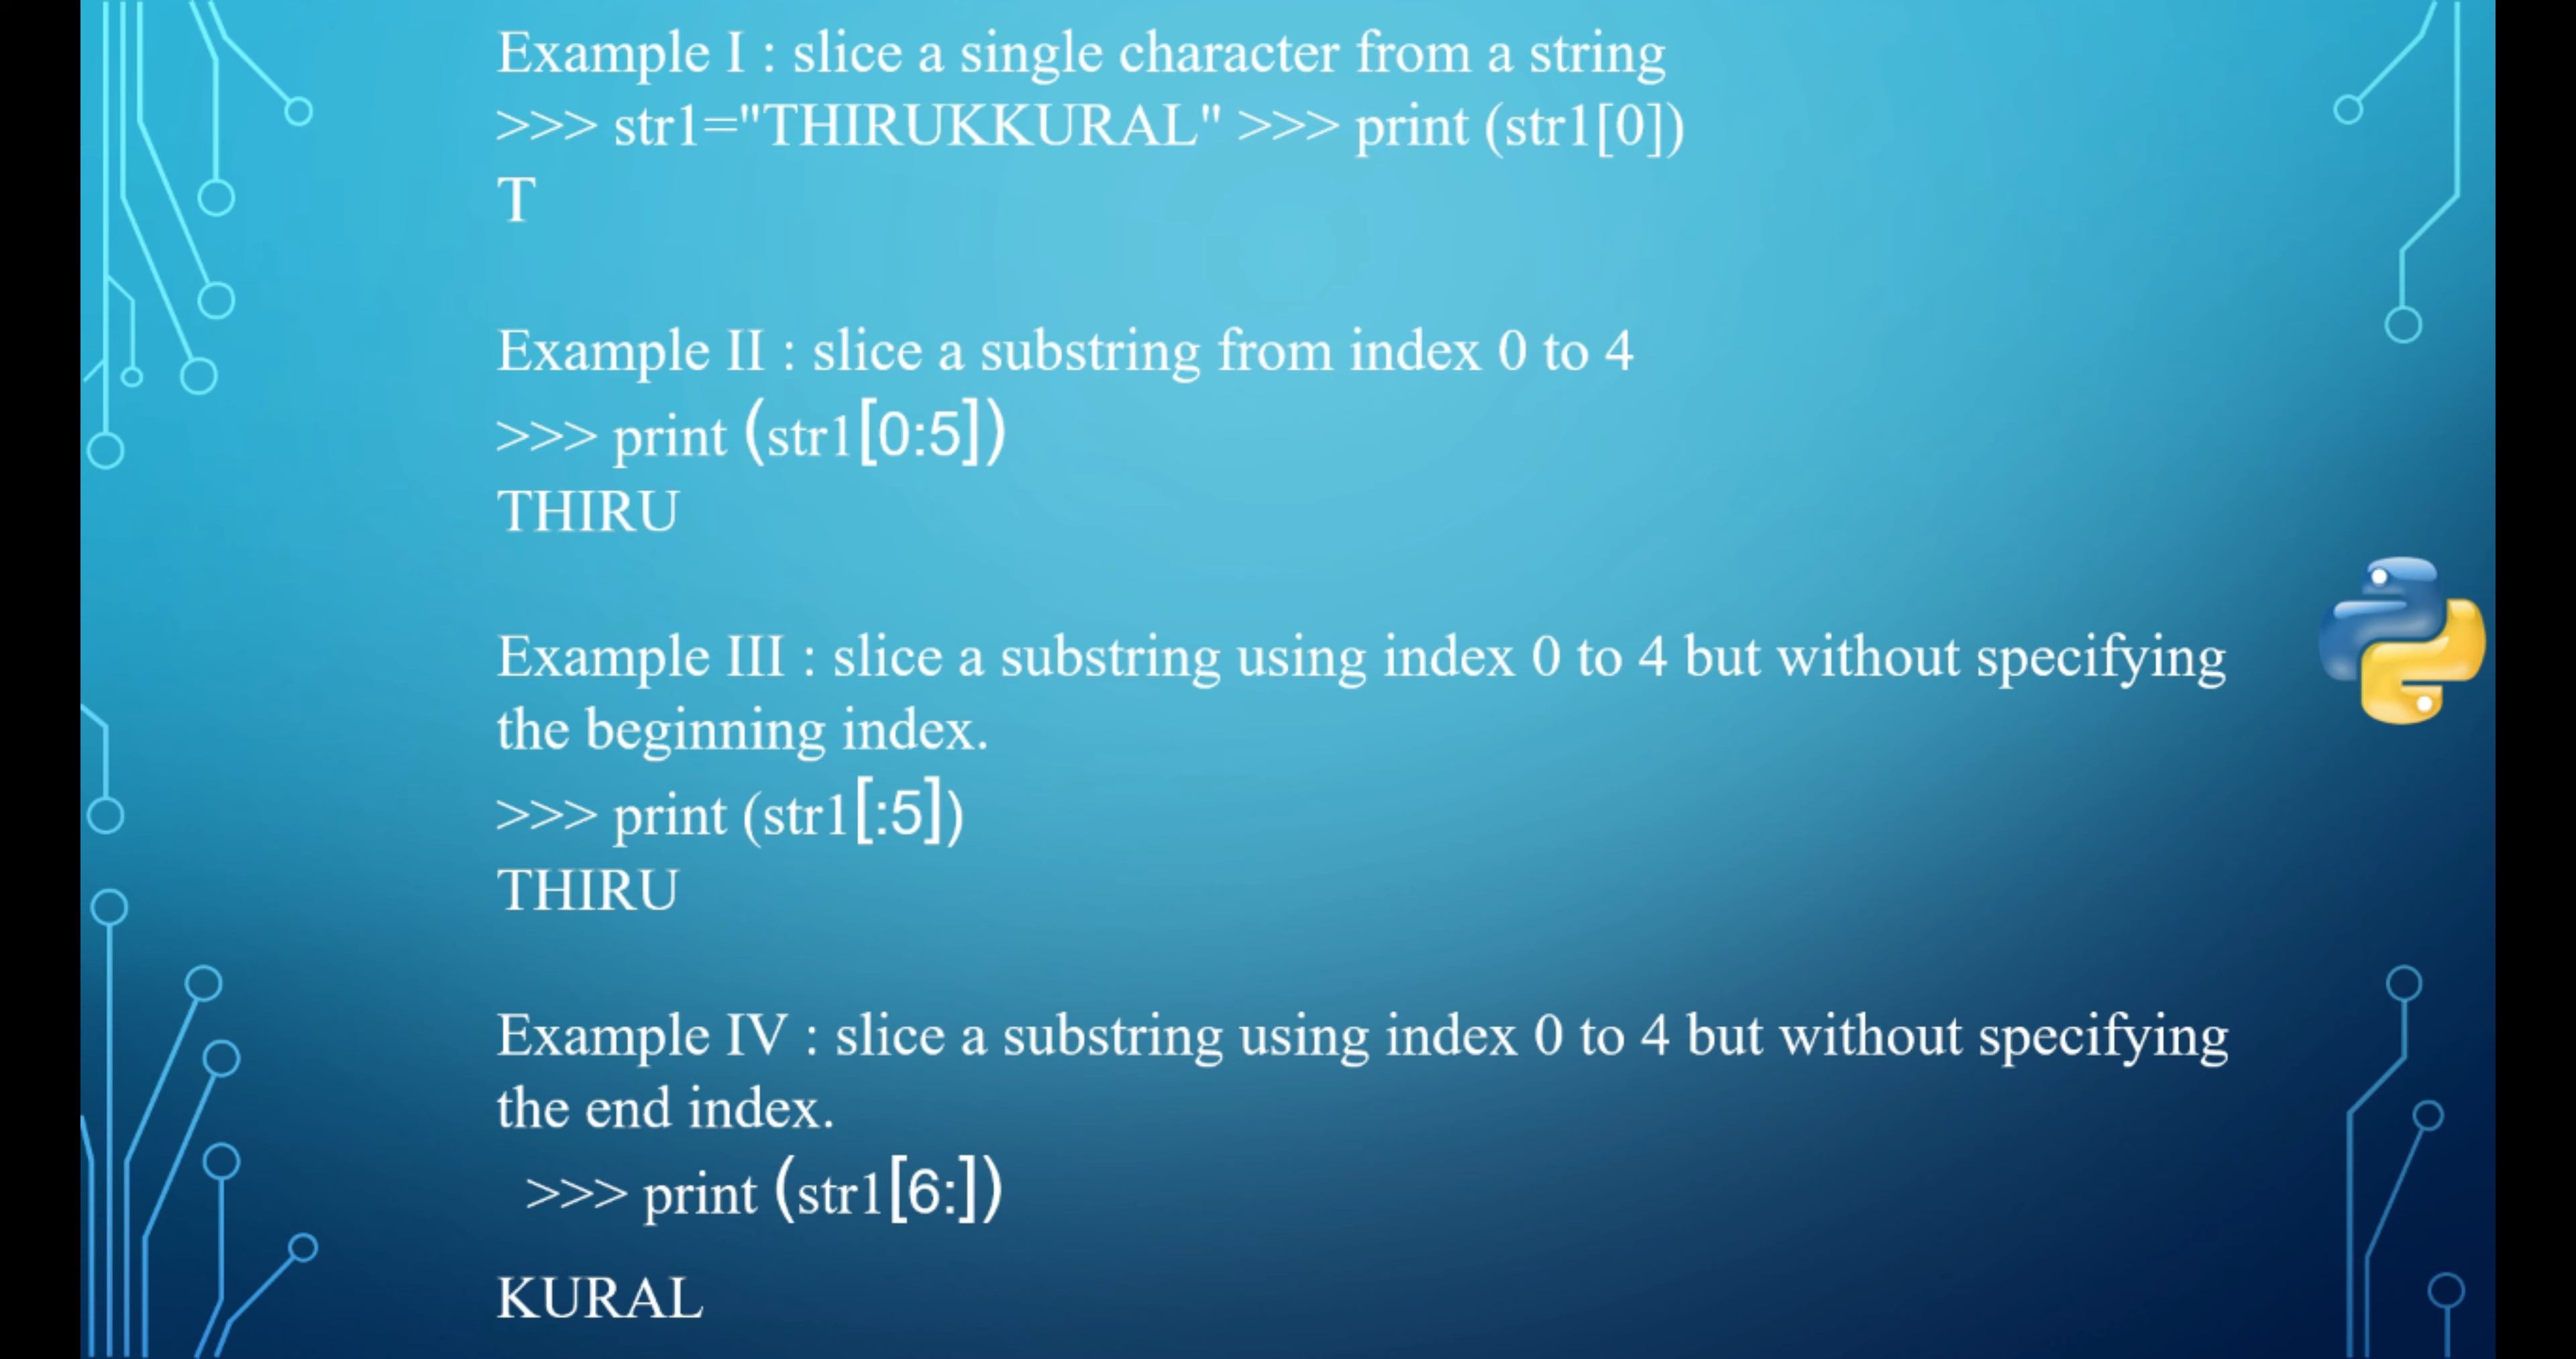 Example I : slice a single character from a string
>>> str1="THIRUKKURAL" >>> print (str1[0])
T
Example II : slice a substring from index 0 to 4
>>> print (str1[0:5])
THIRU
Example III : slice a substring using index 0 to 4 but without specifying
the beginning index.
>>> print (str1[:5])
THIRU
Example IV : slice a substring using index 0 to 4 but without specifying
the end index.
>>> print (str1[6:])
KURAL